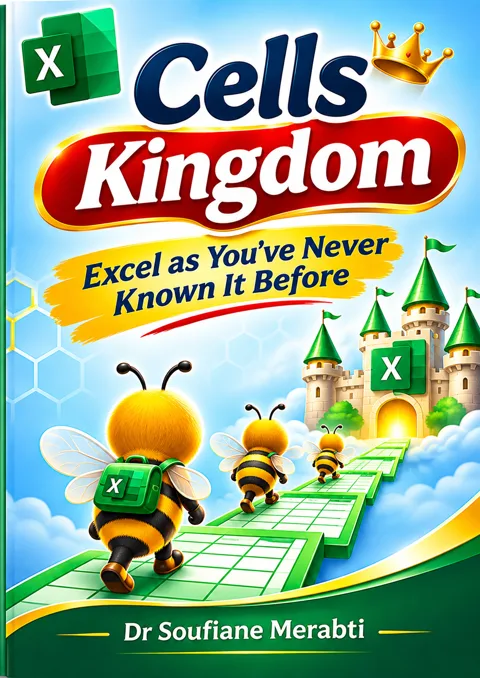 X
Cells
Kingdom
Excel as You've Never
Known It Before
X
X
Dr Soufiane Merabti